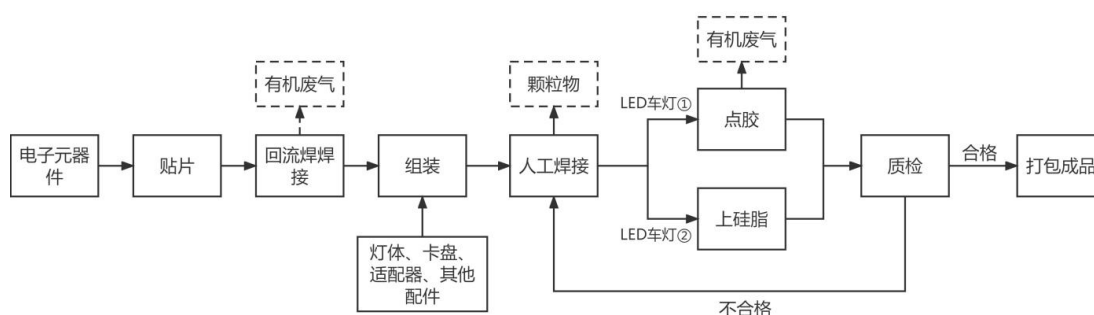 有机废气
有机废气
颗粒物
LED车灯①
点胶
电子元器
件
贴片
回流焊焊
接
组装
人工焊接
质检
合格
打包成品
LED车灯②
上硅脂
灯体、卡盘、
适配器、其他
配件
不合格